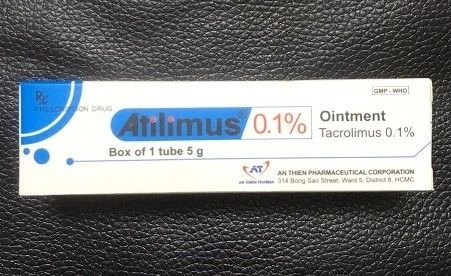 Rx
PRESCRIPTION DRUG
GMP - WHO
Atilimus® 0.1%
Ointment
Tacrolimus 0.1%
Box of 1 tube 5 g
AT
AN THIEN PHARMA
AN THIEN PHARMACEUTICAL CORPORATION
314 Bong Sao Street, Ward 5, District 8, HCMC